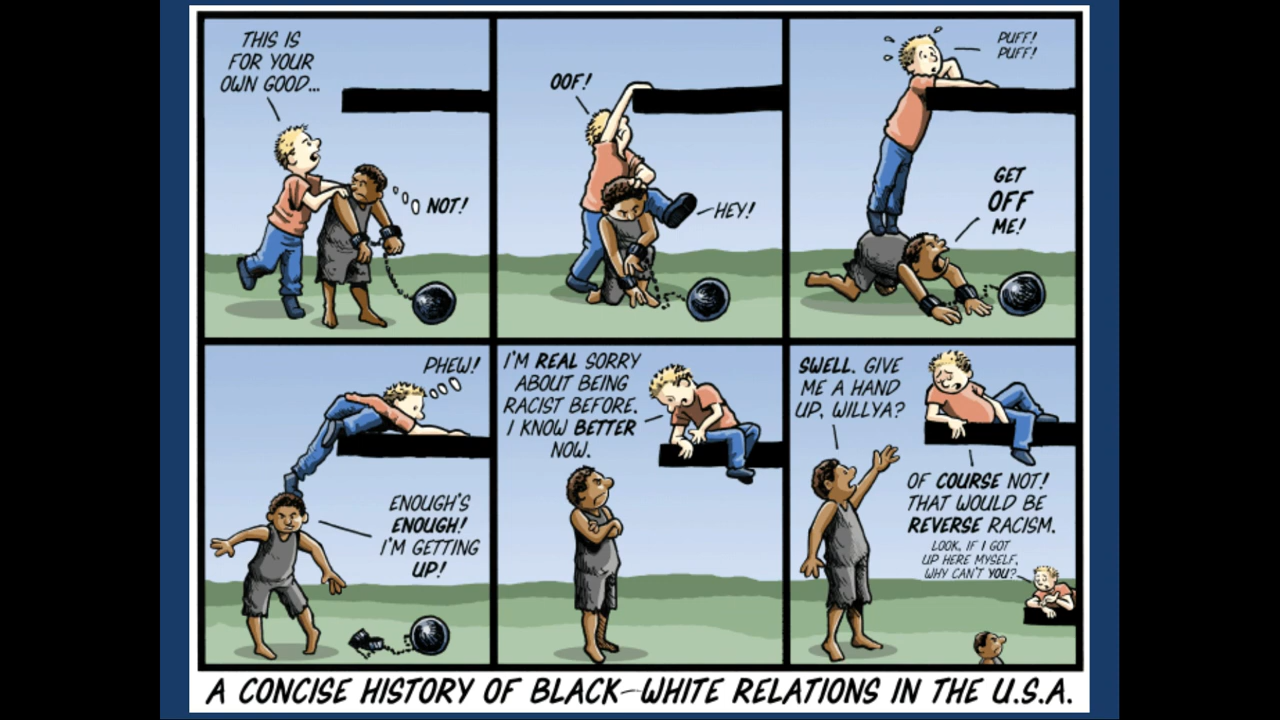 THIS IS
FOR YOUR
OWN GOOD...
NOT!
OOF!
HEY!
PUFF!
PUFF!
GET
OFF
ME!
PHEW!
ENOUGH'S
ENOUGH!
I'M GETTING
UP!
I'M REAL SORRY
ABOUT BEING
RACIST BEFORE.
I KNOW BETTER
NOW.
SWELL. GIVE
ME A HAND
UP, WILLYA?
OF COURSE NOT!
THAT WOULD BE
REVERSE RACISM.
LOOK, IF I GOT
UP HERE MYSELF,
WHY CAN'T YOU?
A CONCISE HISTORY OF BLACK-WHITE RELATIONS IN THE U.S.A.